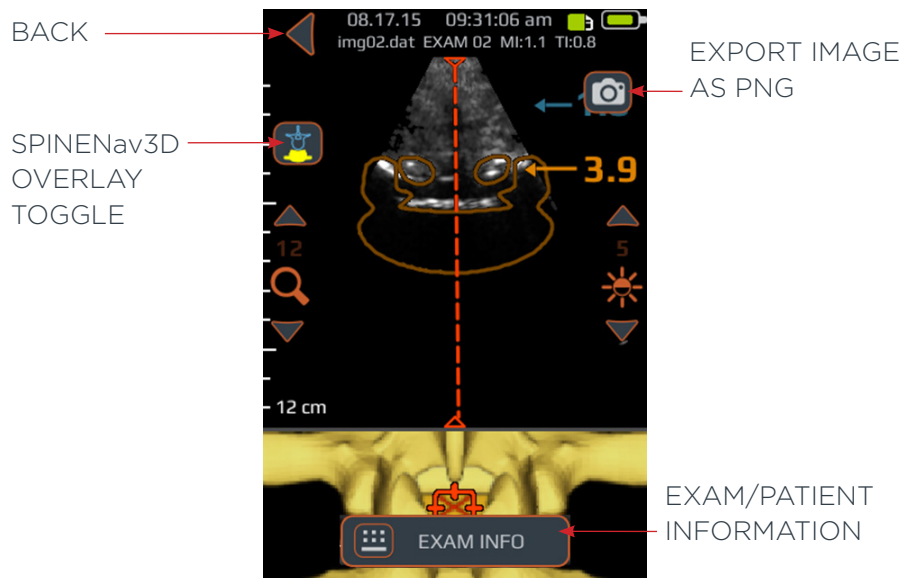 BACK
08.17.15 09:31:06 am
img02.dat EXAM 02 MI:1.1 TI:0.8
EXPORT IMAGE
AS PNG
SPINENav3D
OVERLAY
TOGGLE
3.9
12
5
12 cm
EXAM INFO
EXAM/PATIENT
INFORMATION